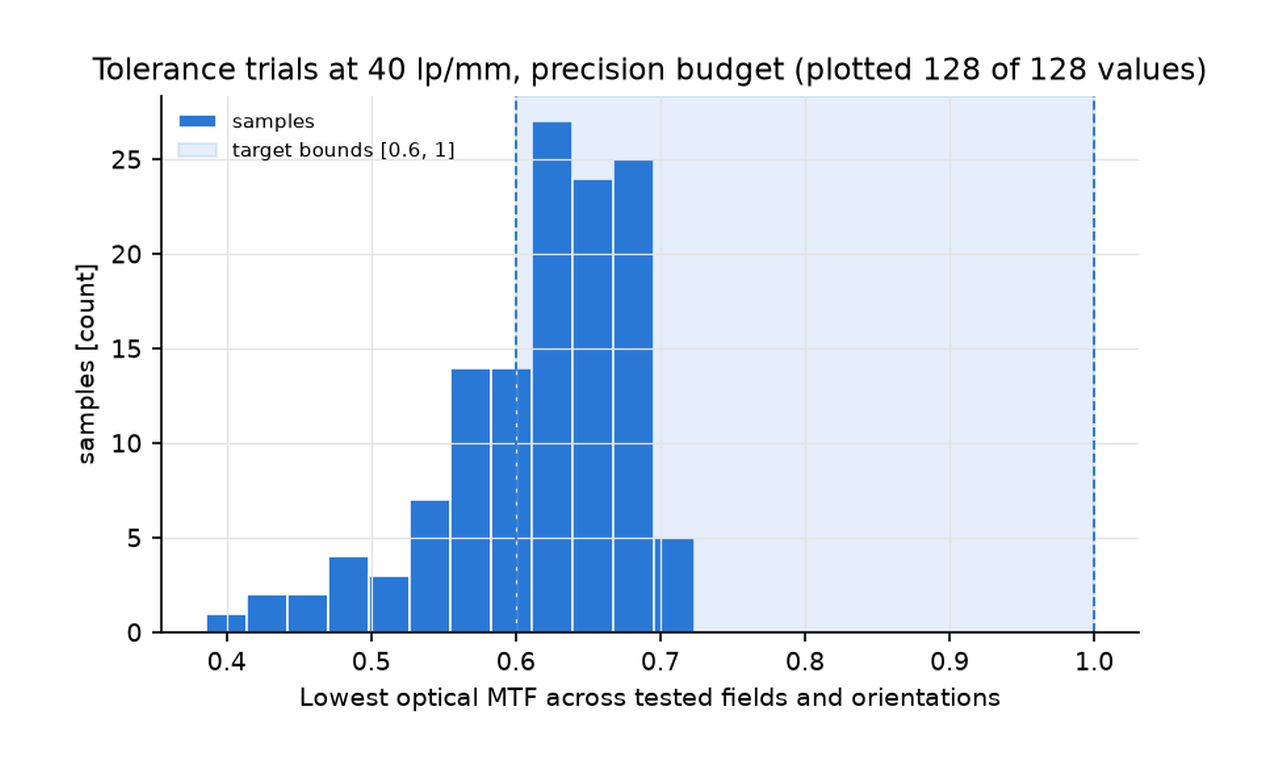 Tolerance trials at 40 lp/mm, precision budget (plotted 128 of 128 values)
samples
target bounds [0.6, 1]
samples [count]
25
20
15
10
5
0
0.4 0.5 0.6 0.7 0.8 0.9 1.0
Lowest optical MTF across tested fields and orientations